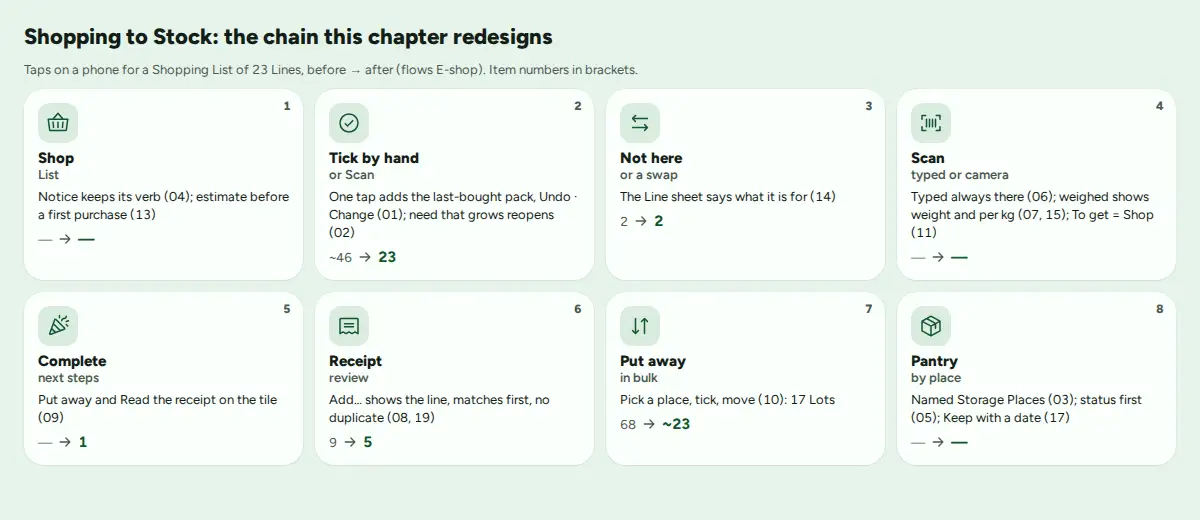 Shopping to Stock: the chain this chapter redesigns
Taps on a phone for a Shopping List of 23 Lines, before → after (flows E-shop). Item numbers in brackets.
1
Shop
List
Notice keeps its verb (04); estimate before
a first purchase (13)
— → —
2
Tick by hand
or Scan
One tap adds the last-bought pack, Undo ·
Change (01); need that grows reopens
(02)
~46 → 23
3
Not here
or a swap
The Line sheet says what it is for (14)
2 → 2
4
Scan
typed or camera
Typed always there (06); weighed shows
weight and per kg (07, 15); To get = Shop
(11)
— → —
5
Complete
next steps
Put away and Read the receipt on the tile
(09)
— → 1
6
Receipt
review
Add... shows the line, matches first, no
duplicate (08, 19)
9 → 5
7
Put away
in bulk
Pick a place, tick, move (10): 17 Lots
68 → ~23
8
Pantry
by place
Named Storage Places (03); status first
(05); Keep with a date (17)
— → —